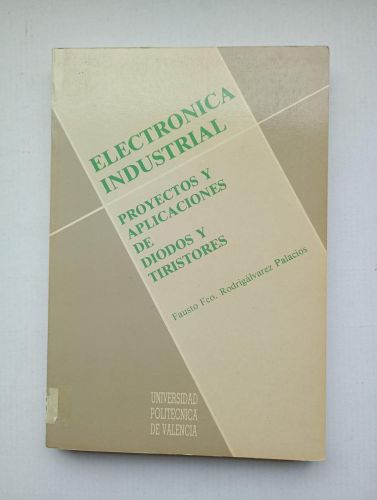 ELECTRONICA
INDUSTRIAL
PROYECTOS Y
APLICACIONES
DE
DIODOS Y
TIRISTORES
Fausto Fco. Rodrigálvarez Palacios
UNIVERSIDAD
POLITECNICA
DE VALENCIA